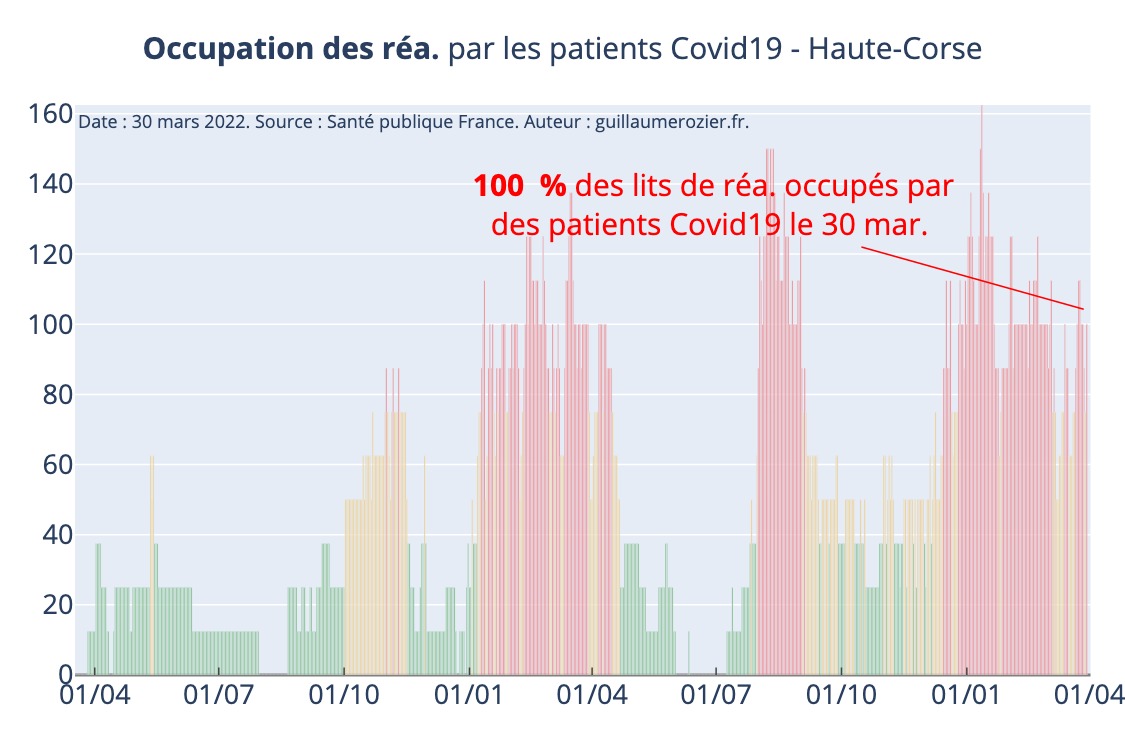 Occupation des réa. par les patients Covid19 - Haute-Corse
160
Date : 30 mars 2022. Source : Santé publique France. Auteur : guillaumerozier.fr.
140
100 % des lits de réa. occupés par
des patients Covid19 le 30 mar.
120
100
80
60
40
20
0
01/04 01/07 01/10 01/01 01/04 01/07 01/10 01/01 01/04